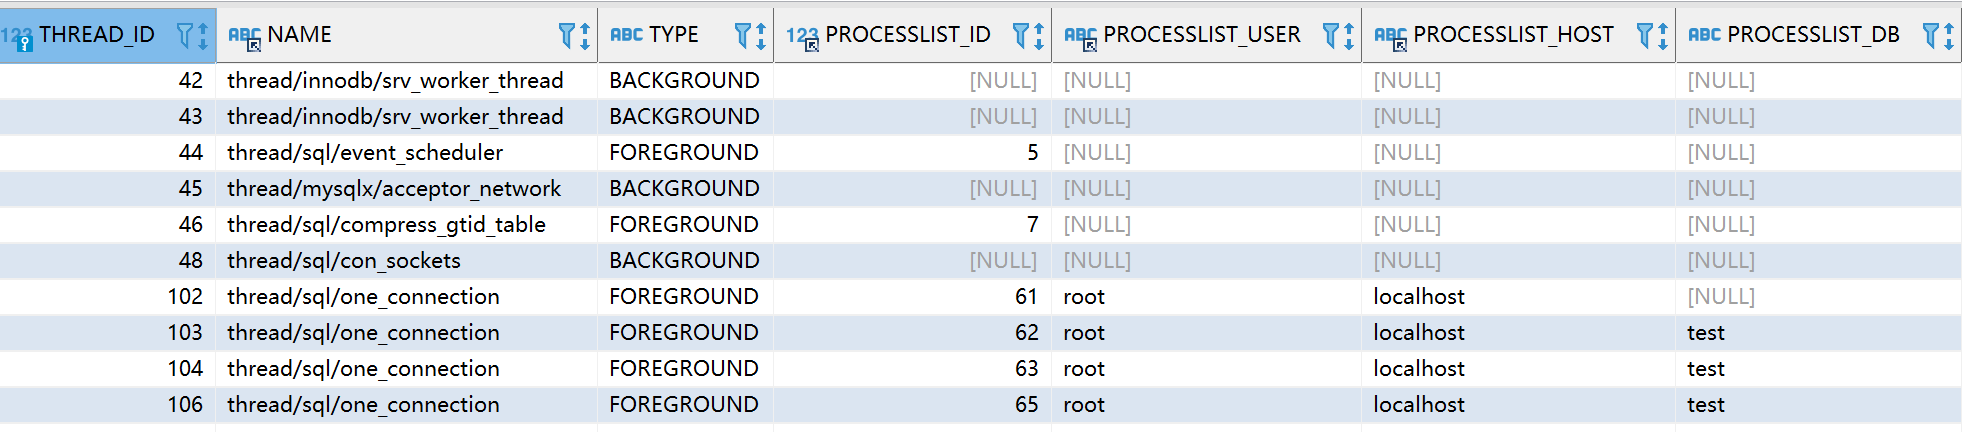 123 THREAD_ID ABC NAME ABC TYPE 123 PROCESSLIST_ID ABC PROCESSLIST_USER ABC PROCESSLIST_HOST ABC PROCESSLIST_DB
42 thread/innodb/srv_worker_thread BACKGROUND [NULL] [NULL] [NULL] [NULL]
43 thread/innodb/srv_worker_thread BACKGROUND [NULL] [NULL] [NULL] [NULL]
44 thread/sql/event_scheduler FOREGROUND 5 [NULL] [NULL] [NULL]
45 thread/mysqlx/acceptor_network BACKGROUND [NULL] [NULL] [NULL] [NULL]
46 thread/sql/compress_gtid_table FOREGROUND 7 [NULL] [NULL] [NULL]
48 thread/sql/con_sockets BACKGROUND [NULL] [NULL] [NULL] [NULL]
102 thread/sql/one_connection FOREGROUND 61 root localhost [NULL]
103 thread/sql/one_connection FOREGROUND 62 root localhost test
104 thread/sql/one_connection FOREGROUND 63 root localhost test
106 thread/sql/one_connection FOREGROUND 65 root localhost test